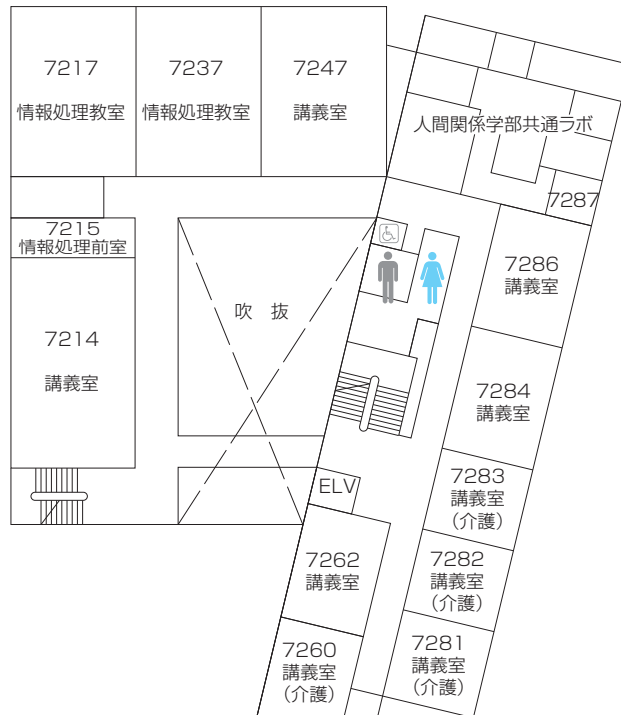 7217
情報処理教室
7237
情報処理教室
7247
講義室
人間関係学部共通ラボ
7287
7215
情報処理前室
7286
講義室
吹 抜
7214
講義室
7284
講義室
7283
講義室
(介護)
ELV
7262
講義室
7282
講義室
(介護)
7260
講義室
(介護)
7281
講義室
(介護)